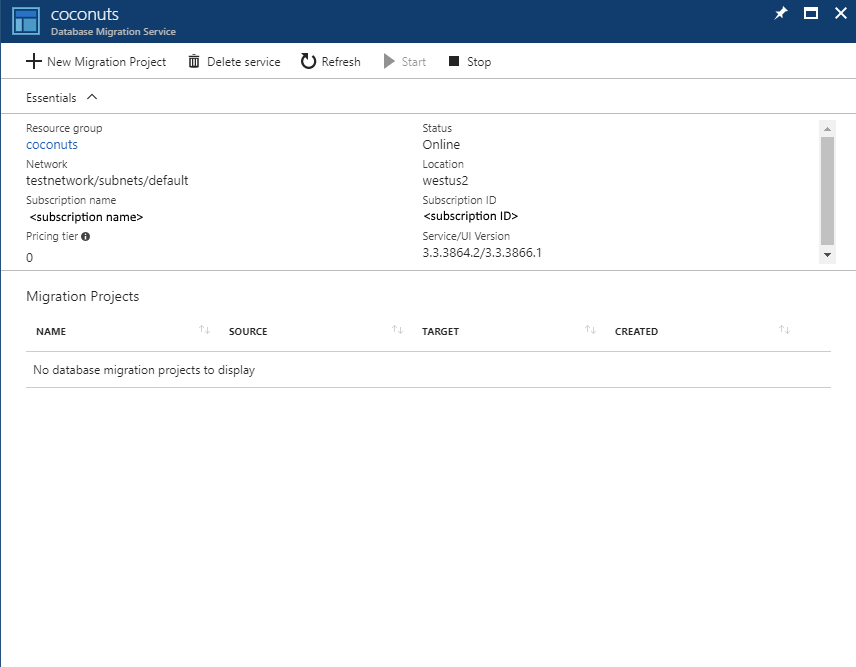 coconuts
Database Migration Service
New Migration Project Delete service Refresh Start Stop
Essentials
Resource group
coconuts
Network
testnetwork/subnets/default
Subscription name
<subscription name>
Pricing tier
0
Status
Online
Location
westus2
Subscription ID
<subscription ID>
Service/UI Version
3.3.3864.2/3.3.3866.1
Migration Projects
NAME SOURCE TARGET CREATED
No database migration projects to display